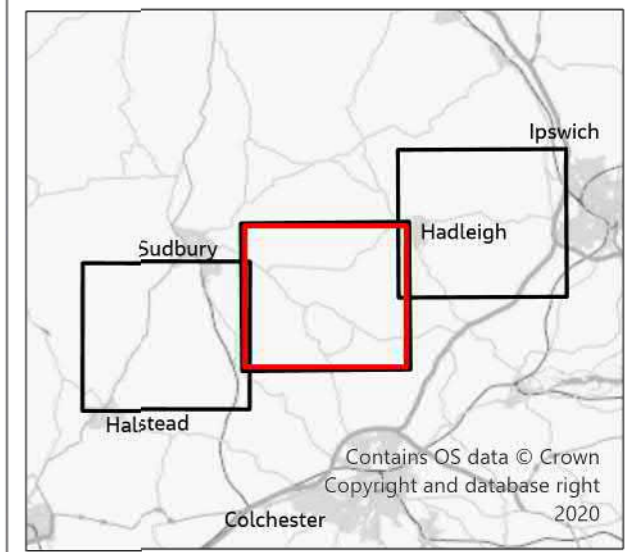 Ipswich
Hadleigh
Sudbury
Halstead
Contains OS data © Crown
Copyright and database right
2020
Colchester